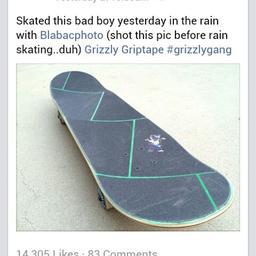 Skated this bad boy yesterday in the rain
with Blabacphoto (shot this pic before rain
skating..duh) Grizzly Griptape #grizzlygang
14,305 Likes · 83 Comments